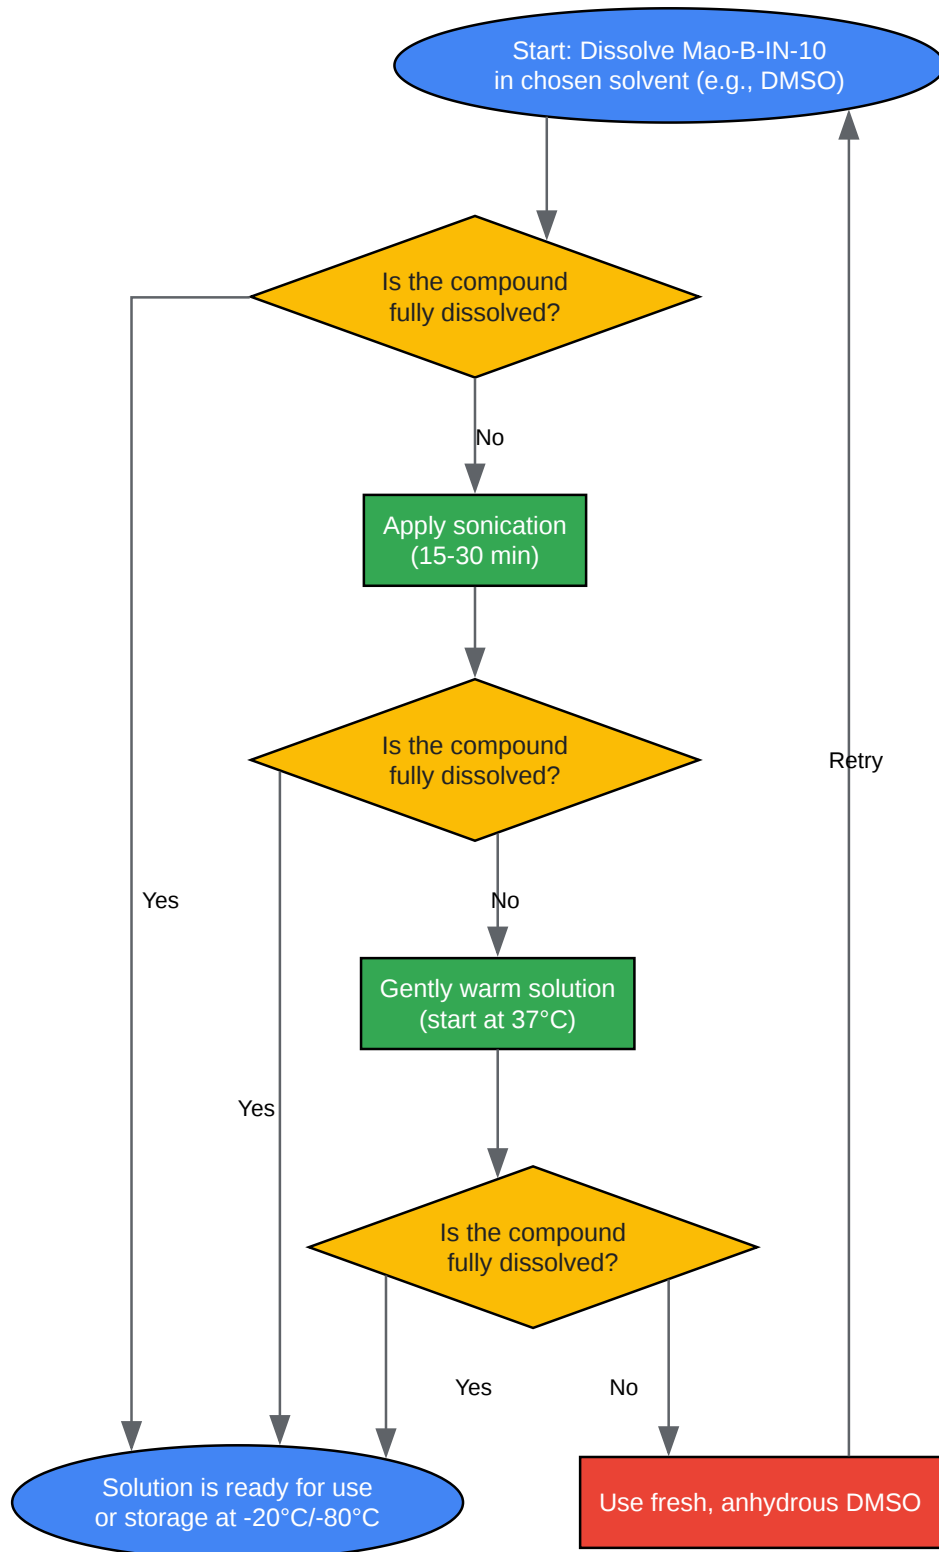 Start: Dissolve Mao-B-IN-10
in chosen solvent (e.g., DMSO)
Is the compound
fully dissolved?
No
Apply sonication
(15-30 min)
Is the compound
fully dissolved?
Retry
Yes
No
Gently warm solution
(start at 37°C)
Yes
Is the compound
fully dissolved?
Yes
No
Solution is ready for use
or storage at -20°C/-80°C
Use fresh, anhydrous DMSO